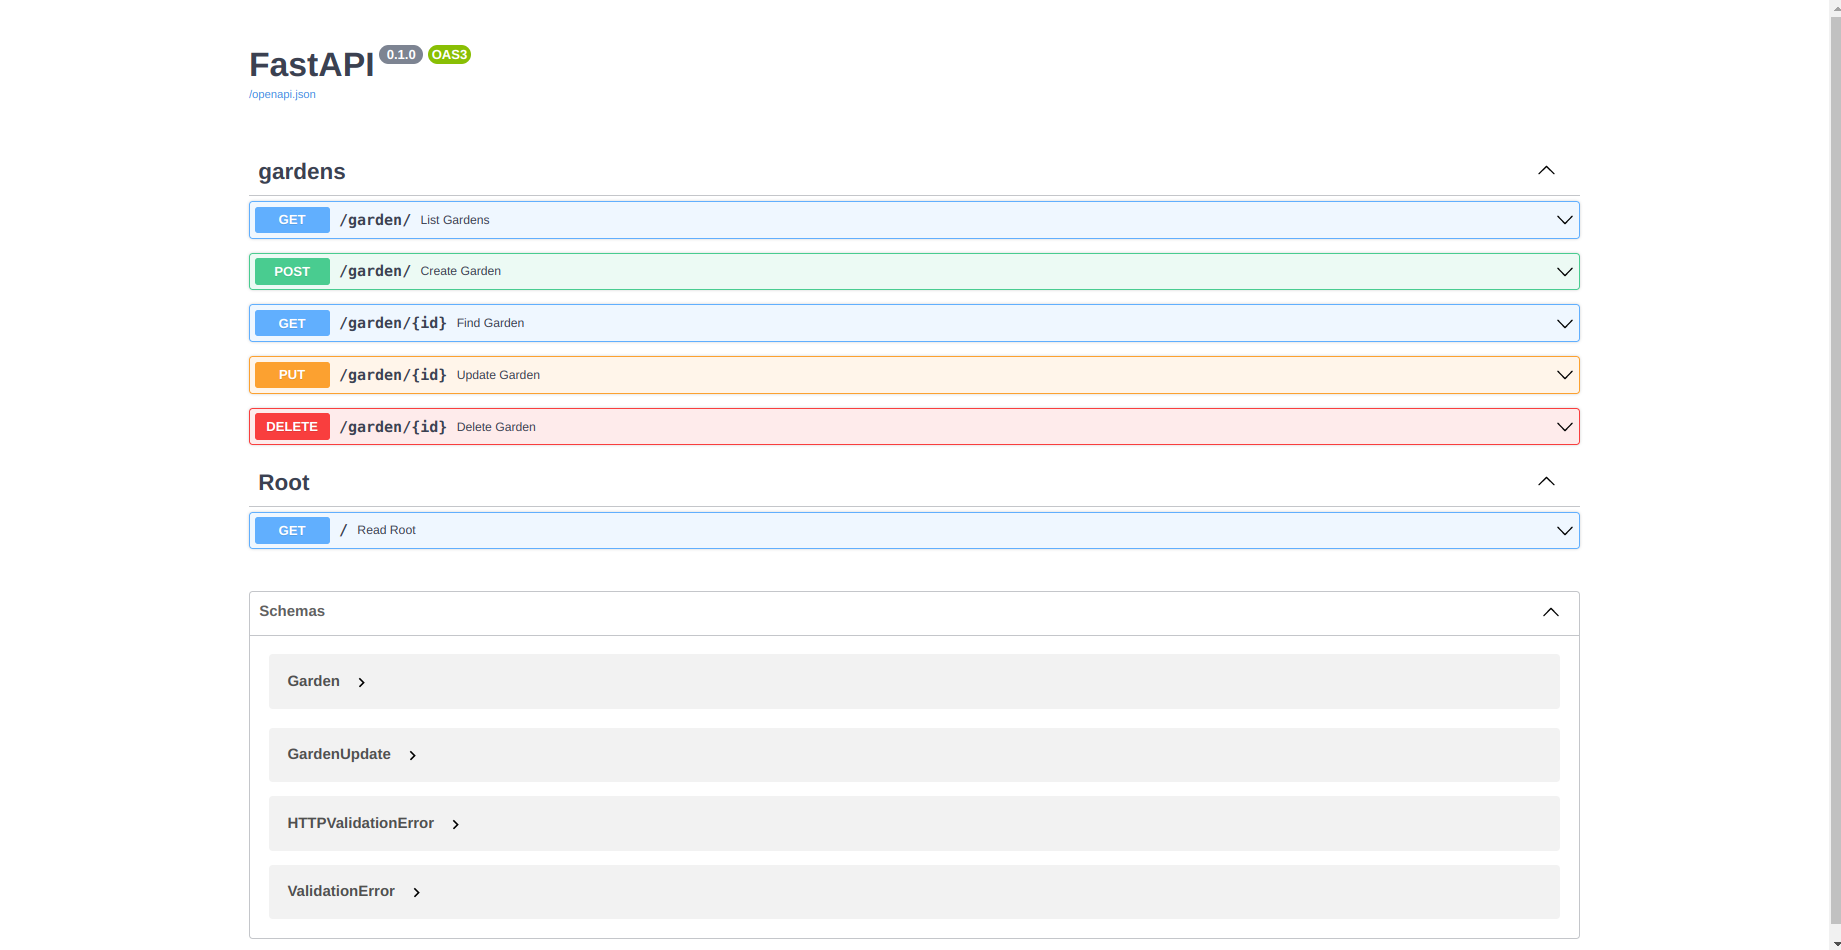 FastAPI 0.1.0 OAS3
/openapi.json
gardens
GET /garden/ List Gardens
POST /garden/ Create Garden
GET /garden/{id} Find Garden
PUT /garden/{id} Update Garden
DELETE /garden/{id} Delete Garden
Root
GET / Read Root
Schemas
Garden
GardenUpdate
HTTPValidationError
ValidationError